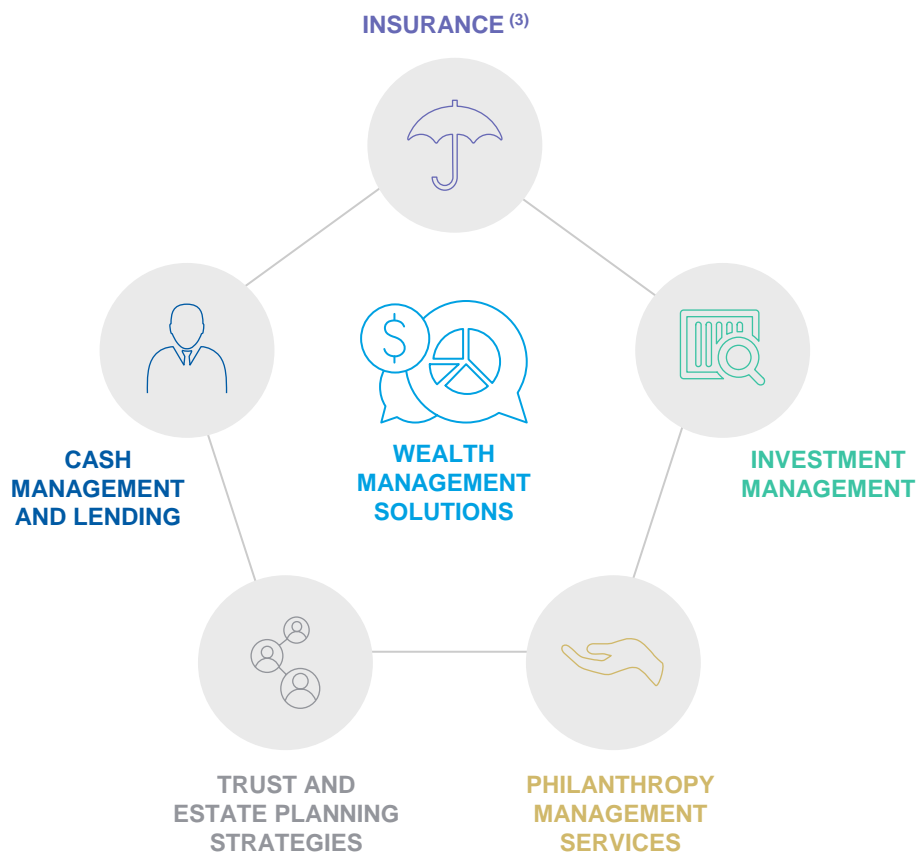 INSURANCE (3)
$
CASH
MANAGEMENT
AND LENDING
WEALTH
MANAGEMENT
SOLUTIONS
INVESTMENT
MANAGEMENT
TRUST AND
ESTATE PLANNING
STRATEGIES
PHILANTHROPY
MANAGEMENT
SERVICES